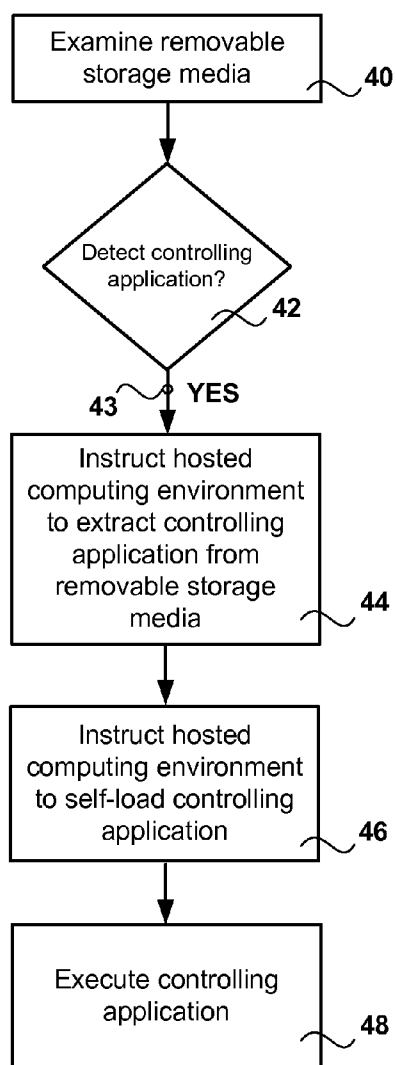 Examine removable
storage media
40
Detect controlling
application?
42
43
YES
Instruct hosted
computing environment
to extract controlling
application from
removable storage
media
44
Instruct hosted
computing environment
to self-load controlling
application
46
Execute controlling
application
48